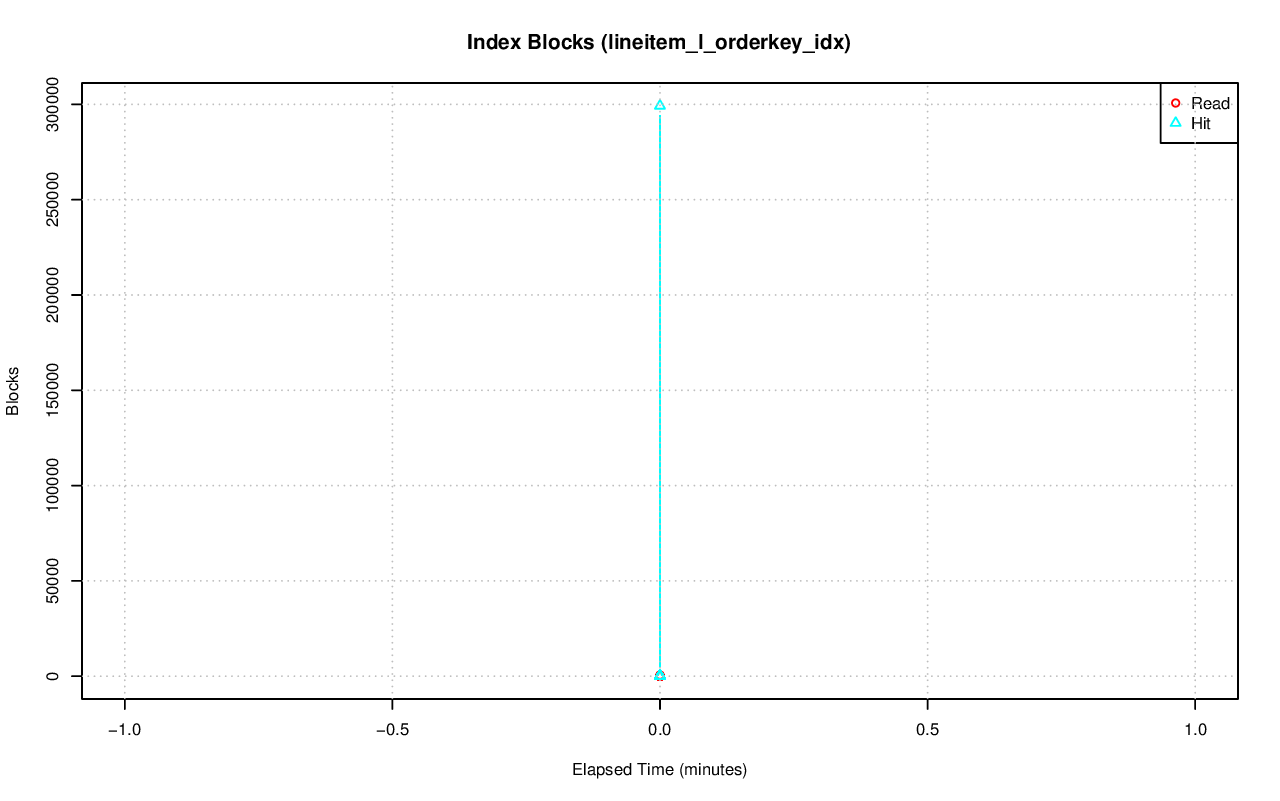 Index Blocks (lineitem_l_orderkey_idx)
Read
Hit
Blocks
300000
250000
200000
150000
100000
50000
0
−1.0
−0.5
0.0
0.5
1.0
Elapsed Time (minutes)